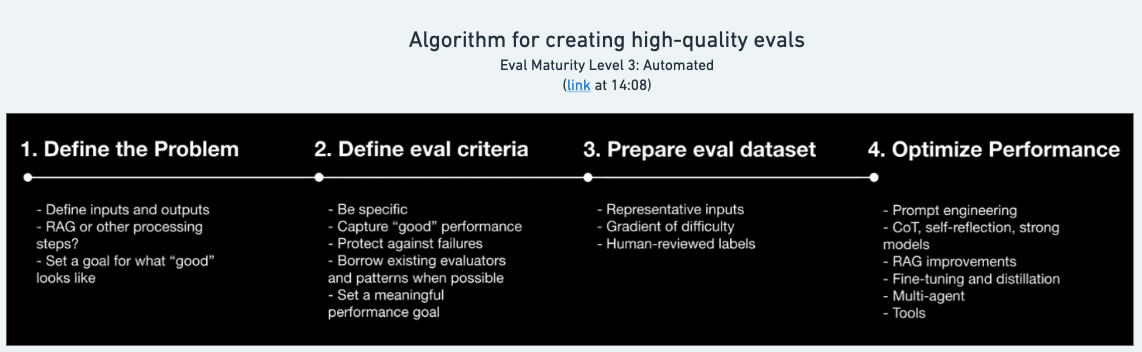 Algorithm for creating high-quality evals
Eval Maturity Level 3: Automated
(link at 14:08)
1. Define the Problem
- Define inputs and outputs
- RAG or other processing
steps?
- Set a goal for what “good”
looks like
2. Define eval criteria
- Be specific
- Capture “good” performance
- Protect against failures
- Borrow existing evaluators
and patterns when possible
- Set a meaningful
performance goal
3. Prepare eval dataset
- Representative inputs
- Gradient of difficulty
- Human-reviewed labels
4. Optimize Performance
- Prompt engineering
- CoT, self-reflection, strong
models
- RAG improvements
- Fine-tuning and distillation
- Multi-agent
- Tools